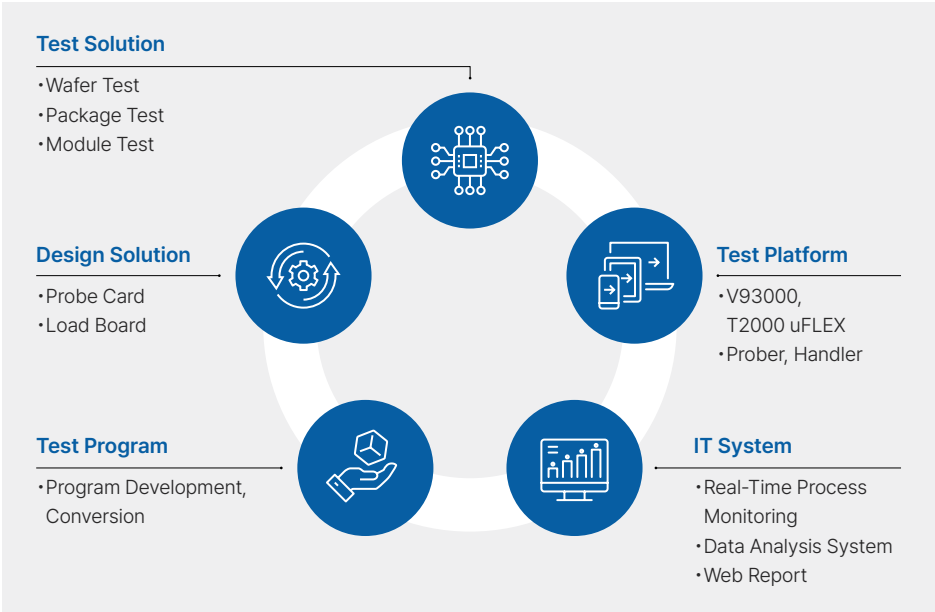 Test Solution
·Wafer Test
·Package Test
·Module Test
Design Solution
·Probe Card
·Load Board
Test Platform
·V93000,
T2000 uFLEX
·Prober, Handler
Test Program
·Program Development,
Conversion
IT System
·Real-Time Process
Monitoring
·Data Analysis System
·Web Report